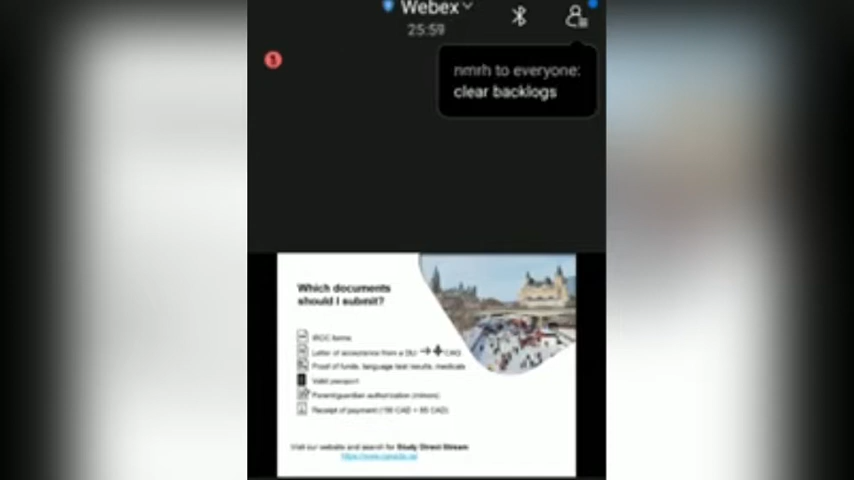 Webex
25:59
nmrh to everyone:
clear backlogs
Which documents
should I submit?
IRCC forms
Letter of acceptance from a DLI → + CAQ
Proof of funds, language test results, medicals
Valid passport
Parent/guardian authorization (minors)
Receipt of payment (150 CAD + 85 CAD)
Visit our website and search for Study Direct Stream